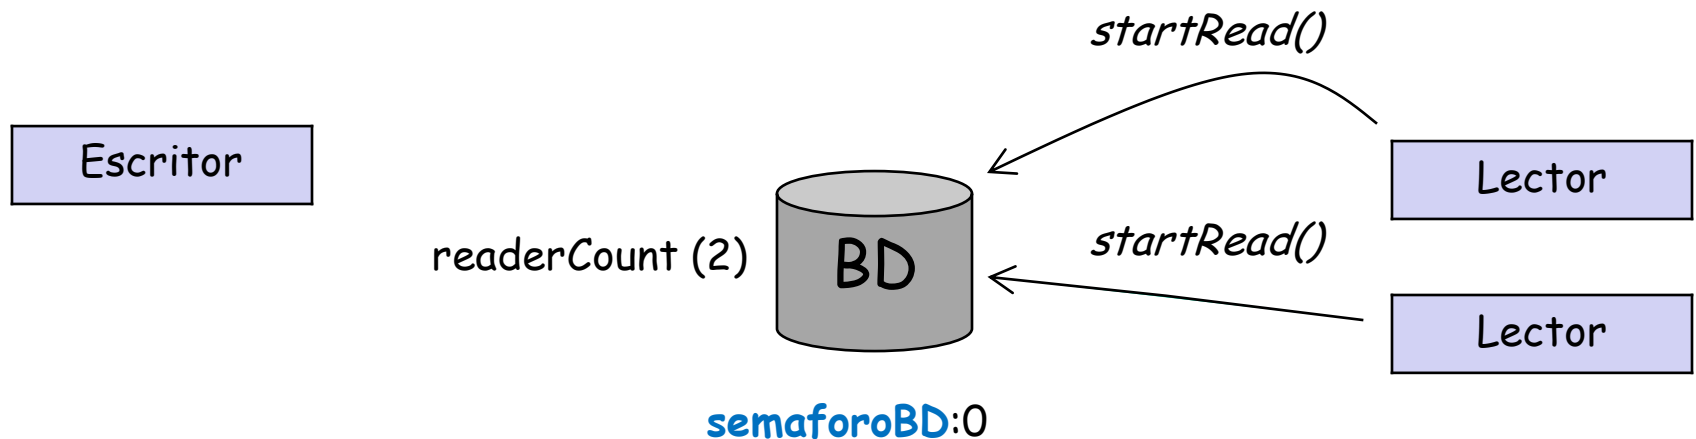 startRead()
Escritor
Lector
readerCount (2)
BD
startRead()
Lector
semaforoBD:0